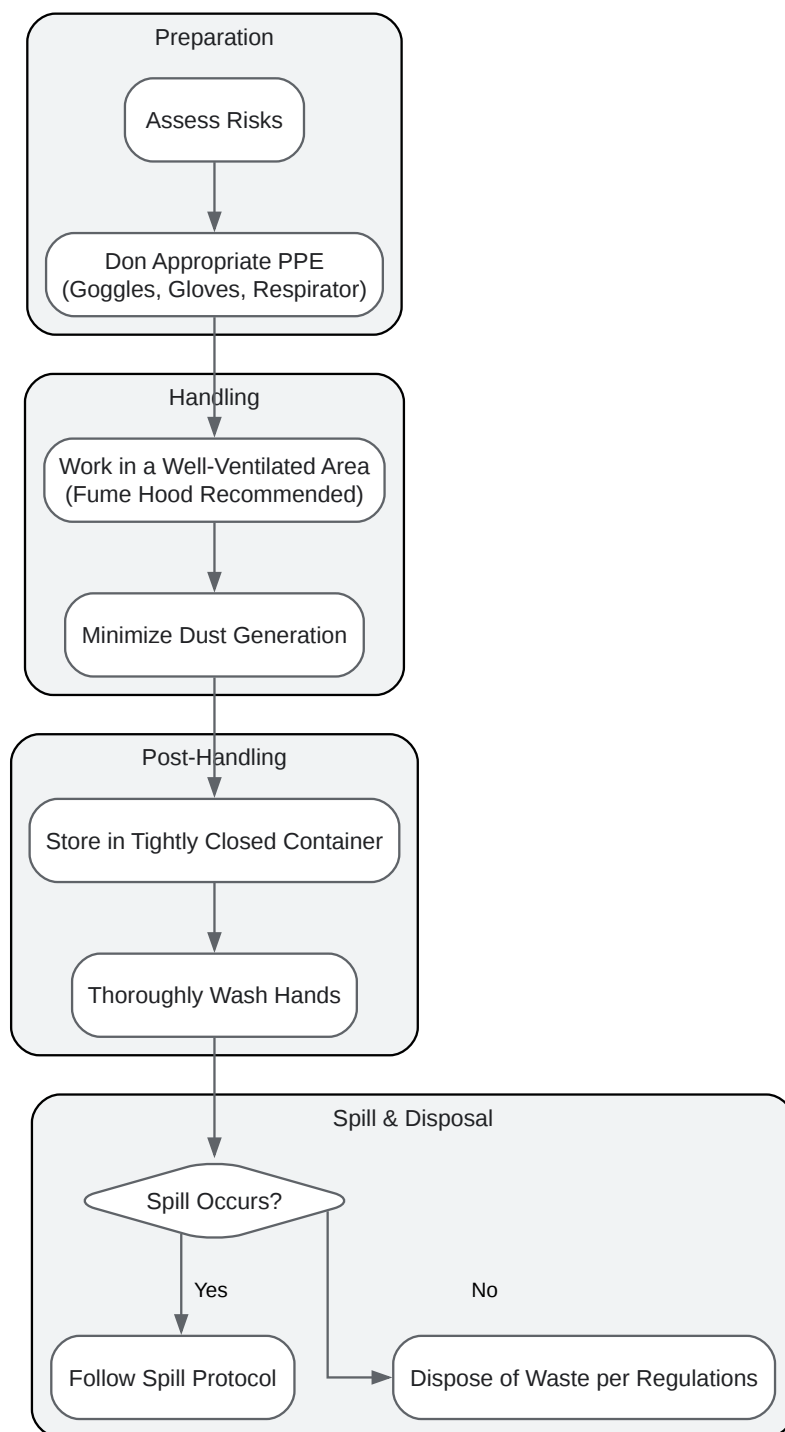 Preparation
Assess Risks
Don Appropriate PPE
(Goggles, Gloves, Respirator)
Handling
Work in a Well-Ventilated Area
(Fume Hood Recommended)
Minimize Dust Generation
Post-Handling
Store in Tightly Closed Container
Thoroughly Wash Hands
Spill & Disposal
Spill Occurs?
Yes
No
Follow Spill Protocol
Dispose of Waste per Regulations